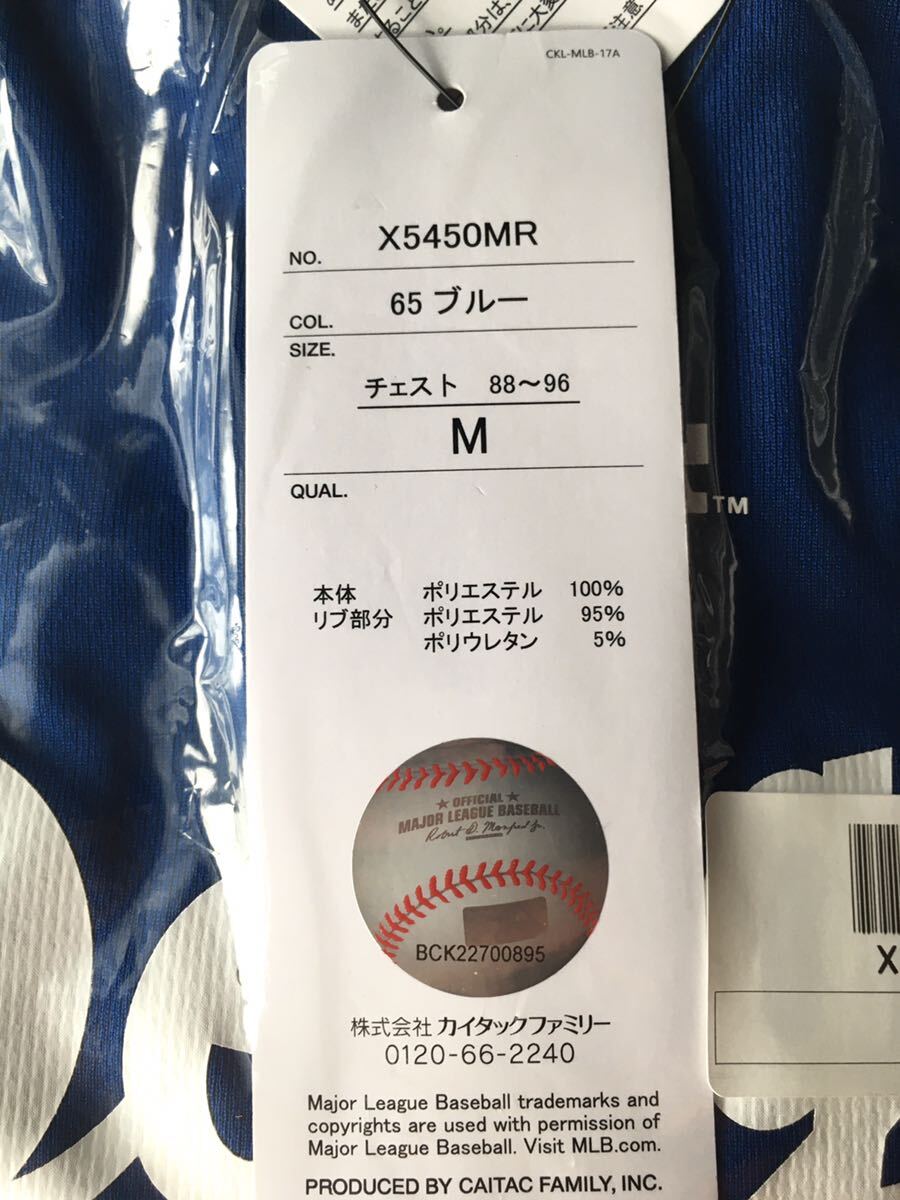 CKL-MLB-17A
NO. X5450MR
COL. 65 ブルー
SIZE.
チェスト 88～96
M
QUAL.
TM
本体 ポリエステル 100%
リブ部分 ポリエステル 95%
ポリウレタン 5%
★ OFFICIAL ★
MAJOR LEAGUE BASEBALL
Robert D. Manfred Jr.
BCK22700895
X
株式会社 カイタックファミリー
0120-66-2240
Major League Baseball trademarks and
copyrights are used with permission of
Major League Baseball. Visit MLB.com.
PRODUCED BY CAITAC FAMILY, INC.